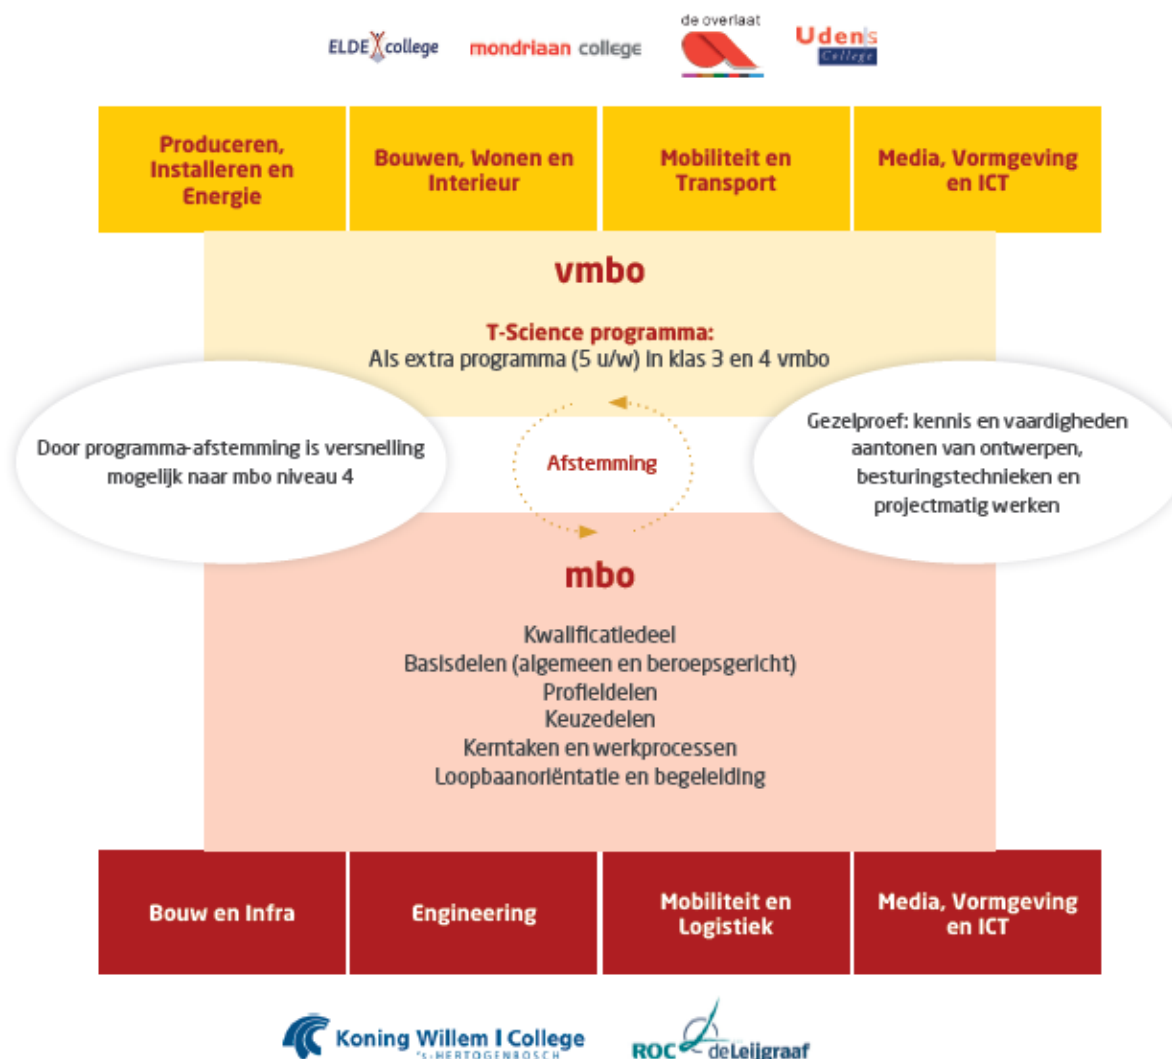 de overlaat
ELDE college
mondriaan college
Udens
College
Produceren,
Installeren en
Energie
Bouwen, Wonen en
Interieur
Mobiliteit en
Transport
Media, Vormgeving
en ICT
vmbo
T-Science programma:
Als extra programma (5 u/w) in klas 3 en 4 vmbo
Door programma-afstemming is versnelling
mogelijk naar mbo niveau 4
Afstemming
Gezelproef: kennis en vaardigheden
aantonen van ontwerpen,
besturingstechnieken en
projectmatig werken
mbo
Kwalificatiedeel
Basisdelen (algemeen en beroepsgericht)
Profieldelen
Keuzedelen
Kerntaken en werkprocessen
Loopbaanoriëntatie en begeleiding
Bouw en Infra
Engineering
Mobiliteit en
Logistiek
Media, Vormgeving
en ICT
Koning Willem I College
's-HERTOGENBOSCH
ROC de Leijgraaf